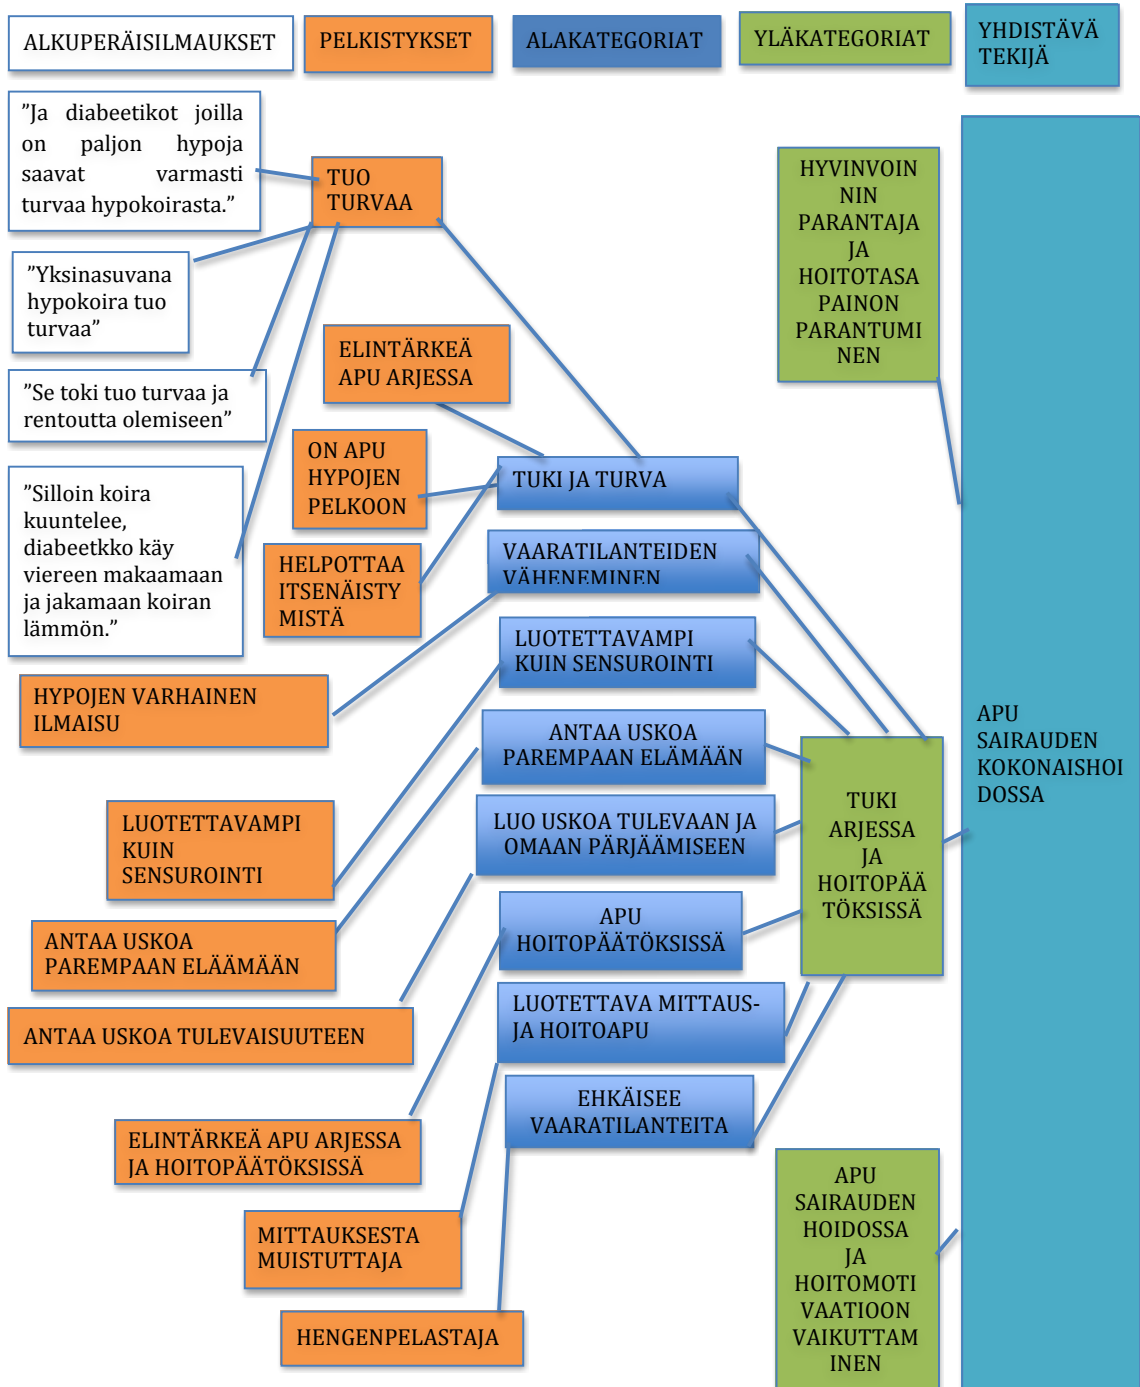 ALKUPERÄISILMAUKSET
PELKISTYKSET
ALAKATEGORIAT
YLÄKATEGORIAT
YHDISTÄVÄ
TEKIJÄ
”Ja diabeetikot joilla
on paljon hypoja
saavat varmasti
turvaa hypokoirasta.”
”Yksinasuvana
hypokoira tuo
turvaa”
”Se toki tuo turvaa ja
rentoutta olemiseen”
”Silloin koira
kuuntelee,
diabeetkko käy
viereen makaamaan
ja jakamaan koiran
lämmön.”
TUO
TURVAA
ELINTÄRKEÄ
APU ARJESSA
ON APU
HYPOJEN
PELKOON
HELPOTTAA
ITSENÄISTY
MISTÄ
HYPOJEN VARHAINEN
ILMAISU
LUOTETTAVAMPI
KUIN
SENSUROINTI
ANTAA USKOA
PAREMPAAN ELÄÄMÄÄN
ANTAA USKOA TULEVAISUUTEEN
ELINTÄRKEÄ APU ARJESSA
JA HOITOPÄÄTÖKSISSÄ
MITTAUKSESTA
MUISTUTTAJA
HENGENPELASTAJA
TUKI JA TURVA
VAARATILANTEIDEN
VÄHENEMINEN
LUOTETTAVAMPI
KUIN SENSUROINTI
ANTAA USKOA
PAREMPAAN ELÄMÄÄN
LUO USKOA TULEVAAN JA
OMAAN PÄRJÄÄMISEEN
APU
HOITOPÄÄTÖKSISSÄ
LUOTETTAVA MITTAUS-
JA HOITOAPU
EHKÄISEE
VAARATILANTEITA
HYVINVOIN
NIN
PARANTAJA
JA
HOITOTASA
PAINON
PARANTUMI
NEN
TUKI
ARJESSA
JA
HOITOPÄÄ
TÖKSISSÄ
APU
SAIRAUDEN
HOIDOSSA
JA
HOITOMOTI
VAATIOON
VAIKUTTAM
INEN
APU
SAIRAUDEN
KOKONAISHOI
DOSSA